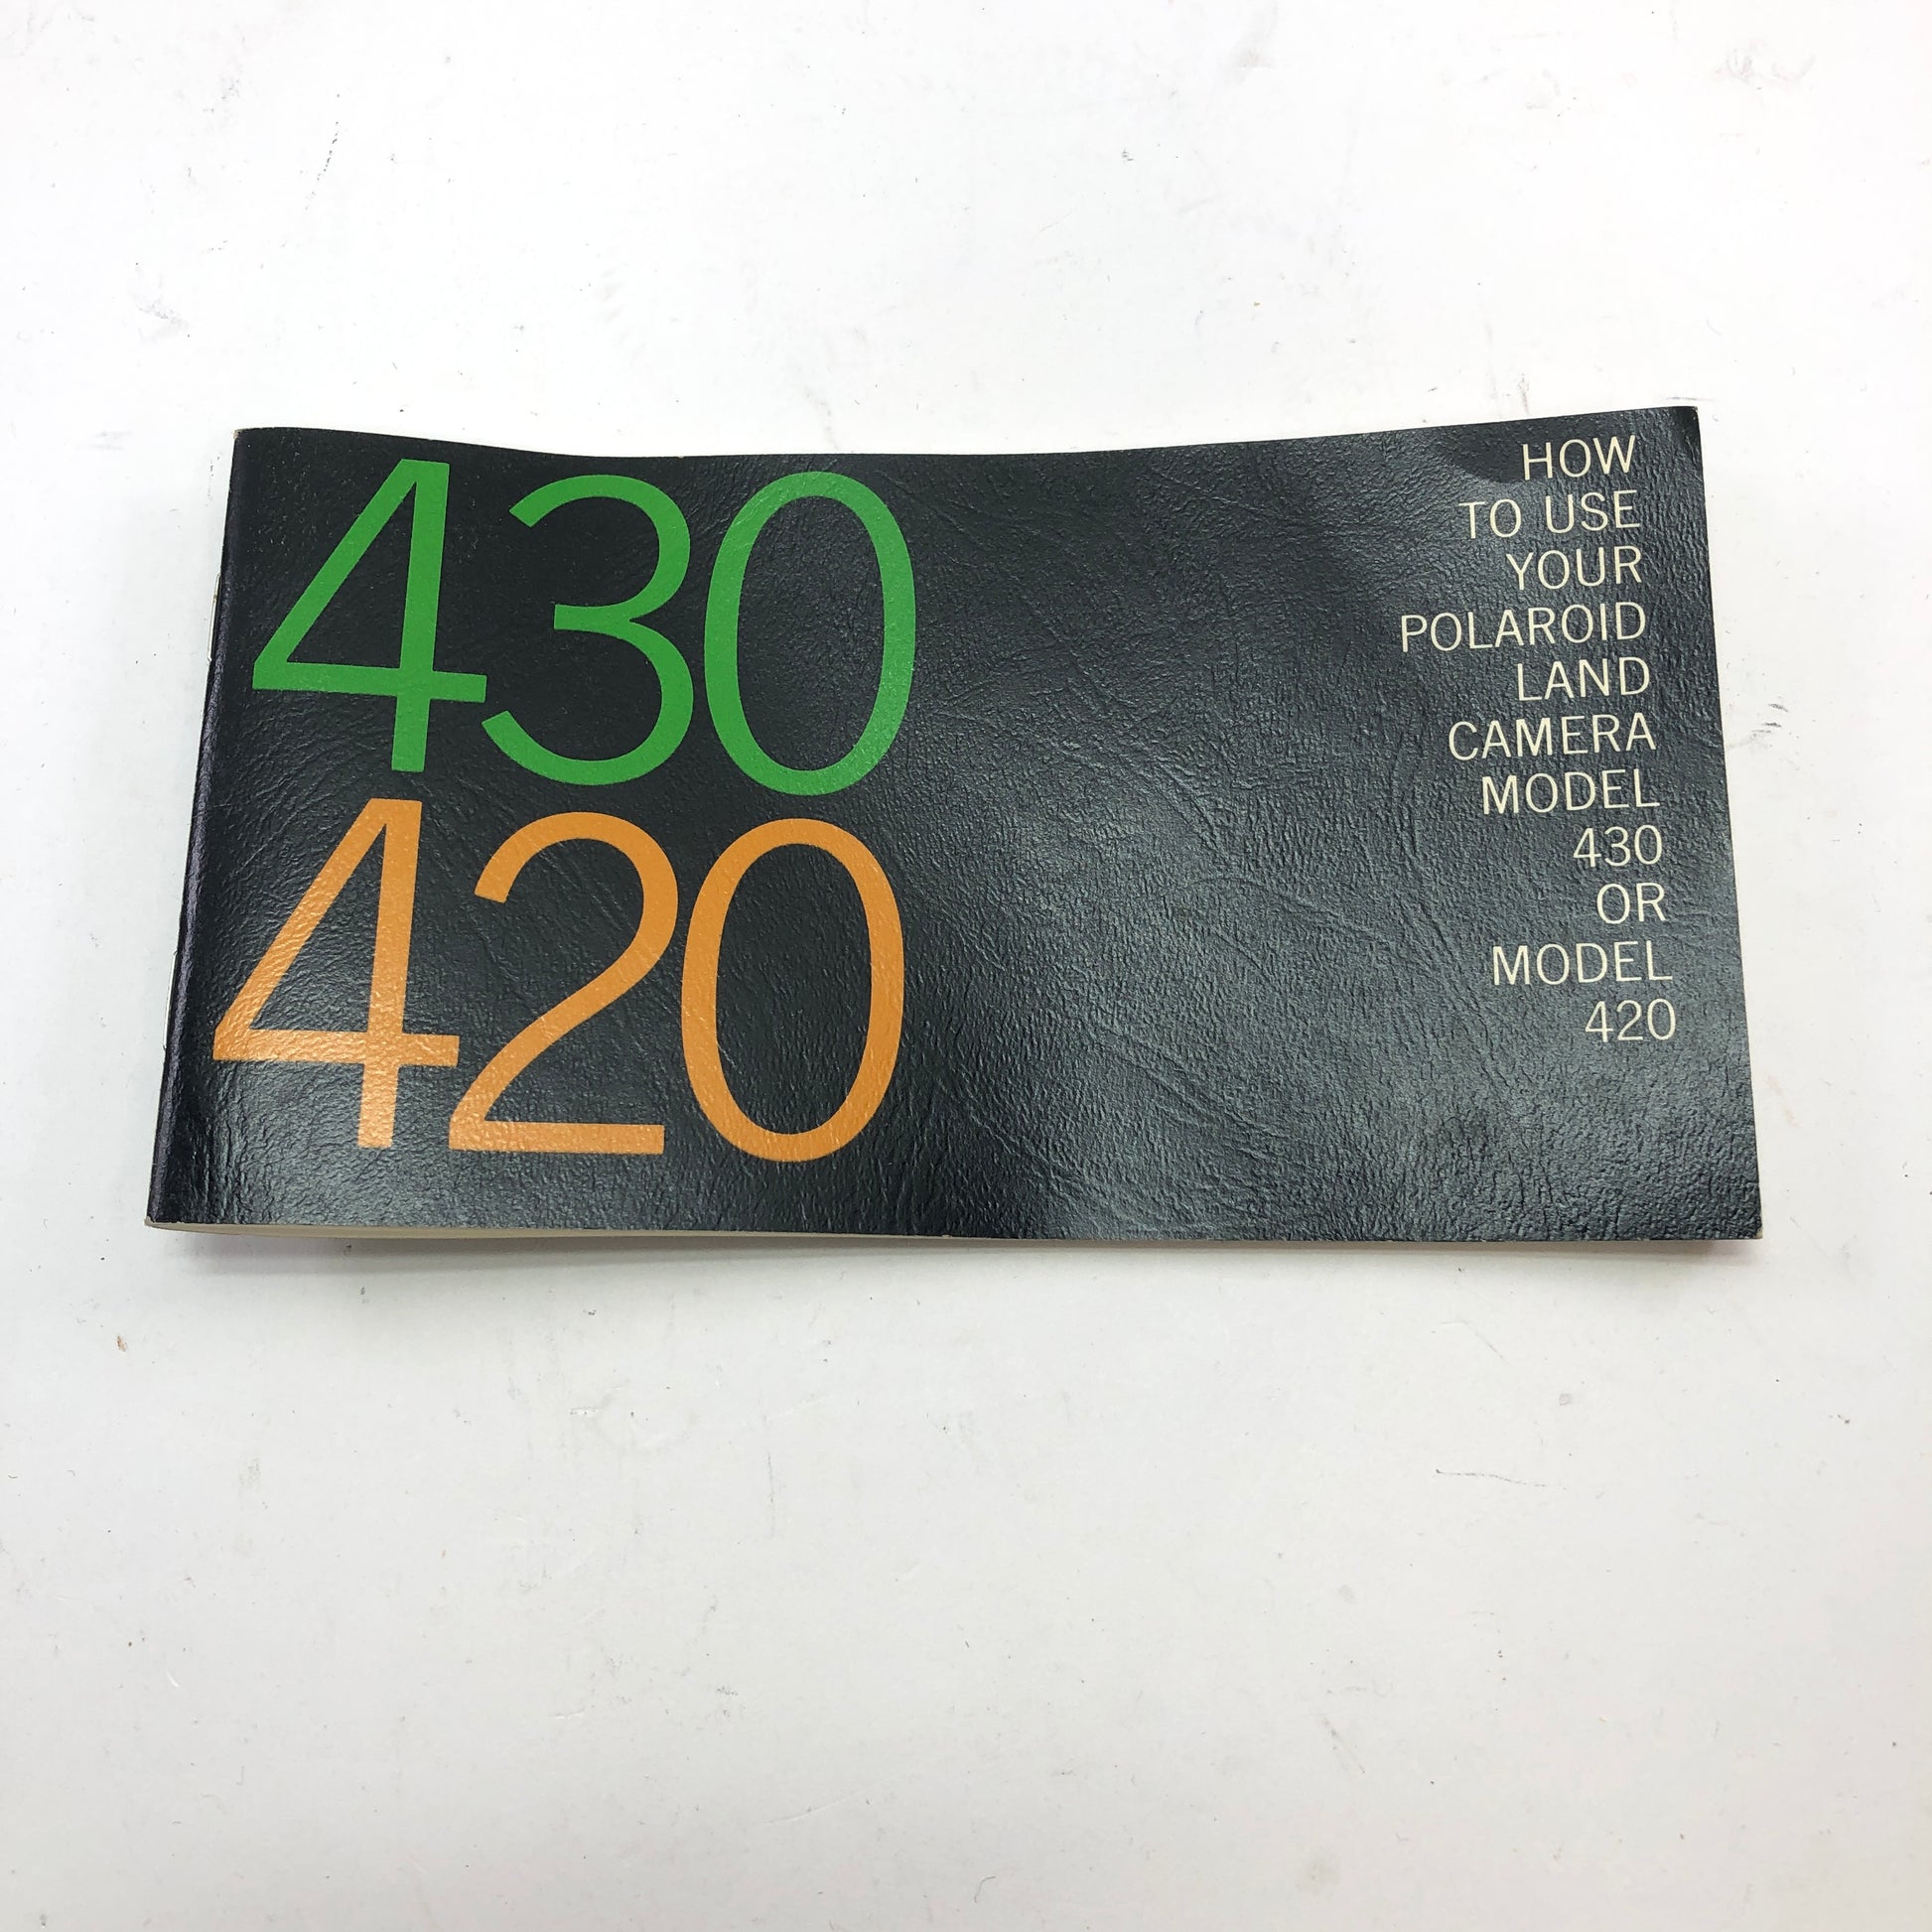 430
420
HOW
TO USE
YOUR
POLAROID
LAND
CAMERA
MODEL
430
OR
MODEL
420